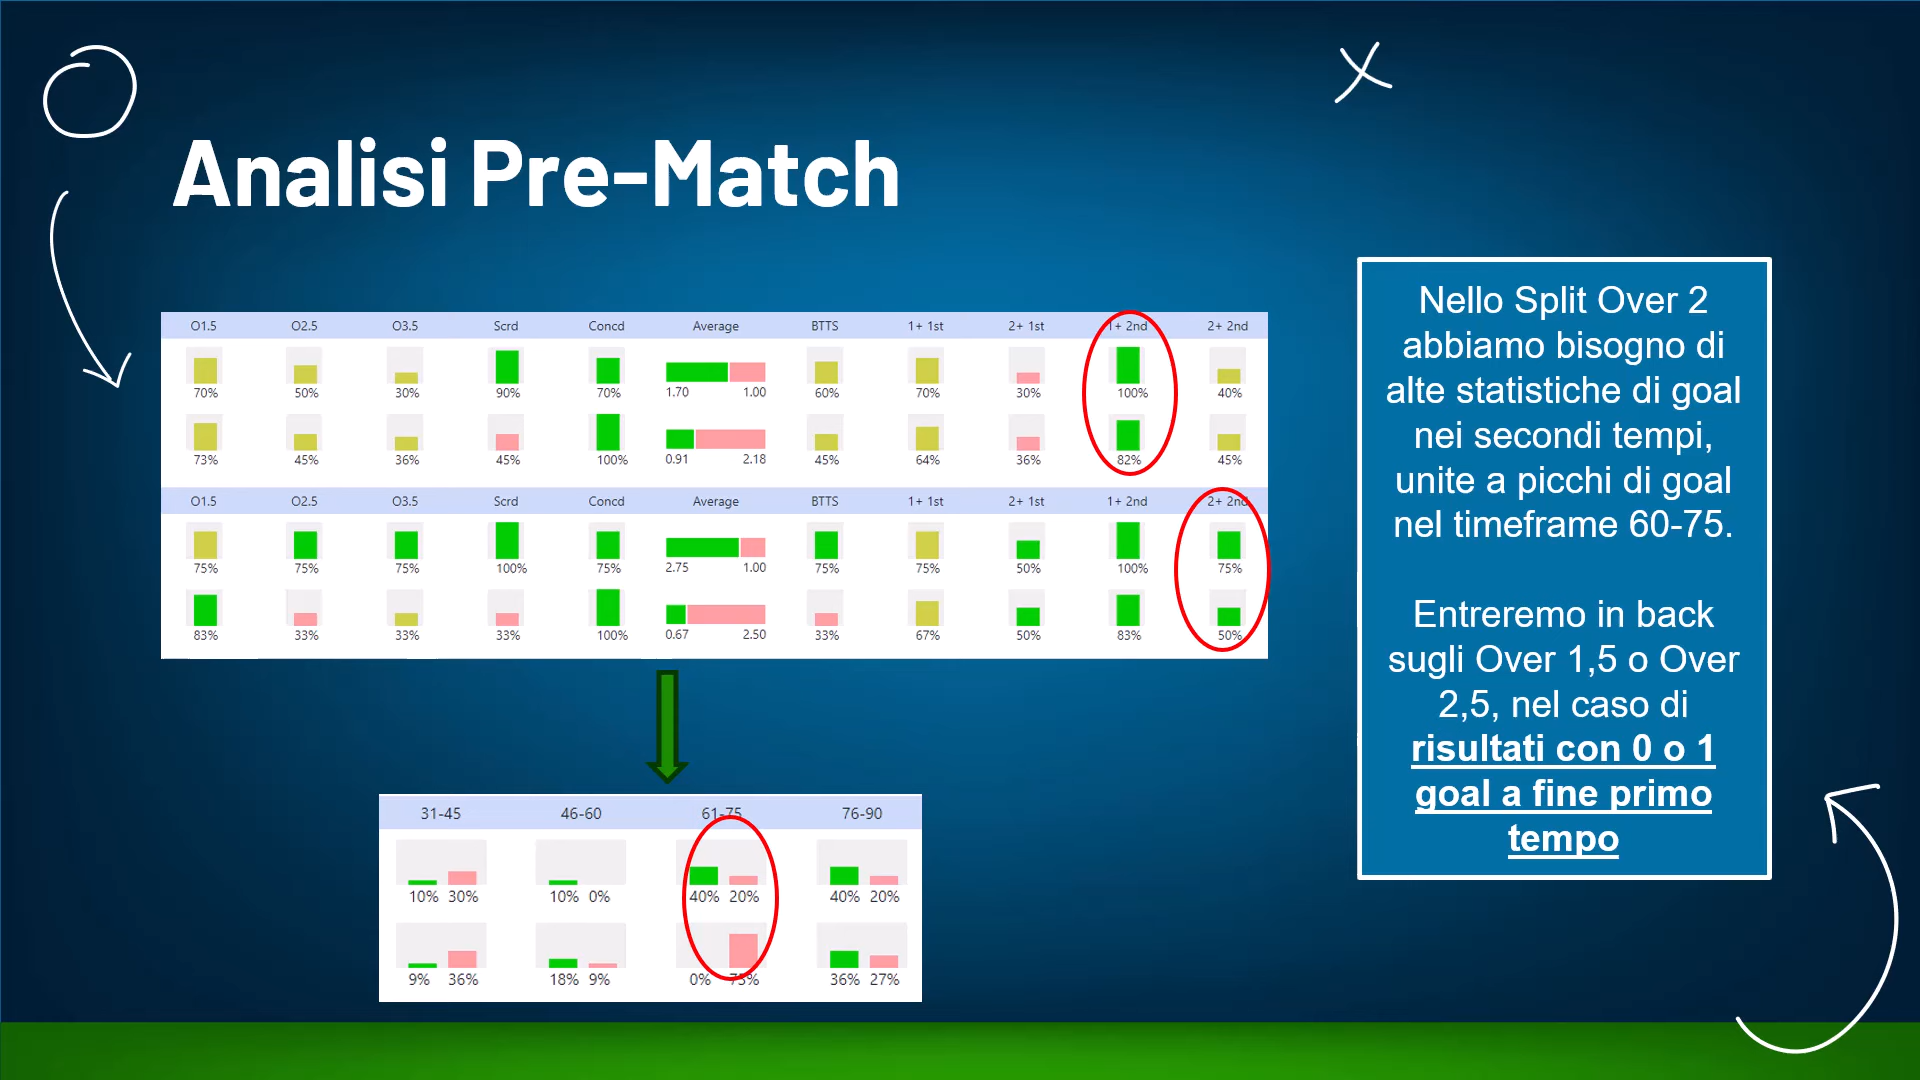 Analisi Pre-Match
O1.5 O2.5 O3.5 Scrd Concd Average BTTS 1+ 1st 2+ 1st 1+ 2nd 2+ 2nd
70% 50% 30% 90% 70% 1.70 1.00 60% 70% 30% 100% 40%
73% 45% 36% 45% 100% 0.91 2.18 45% 64% 36% 82% 45%
O1.5 O2.5 O3.5 Scrd Concd Average BTTS 1+ 1st 2+ 1st 1+ 2nd 2+ 2nd
75% 75% 75% 100% 75% 2.75 1.00 75% 75% 50% 100% 75%
83% 33% 33% 33% 100% 0.67 2.50 33% 67% 50% 83% 50%
31-45 46-60 61-75 76-90
10% 30% 10% 0% 40% 20% 40% 20%
9% 36% 18% 9% 0% 73% 36% 27%
Nello Split Over 2
abbiamo bisogno di
alte statistiche di goal
nei secondi tempi,
unite a picchi di goal
nel timeframe 60-75.
Entreremo in back
sugli Over 1,5 o Over
2,5, nel caso di
risultati con 0 o 1
goal a fine primo
tempo